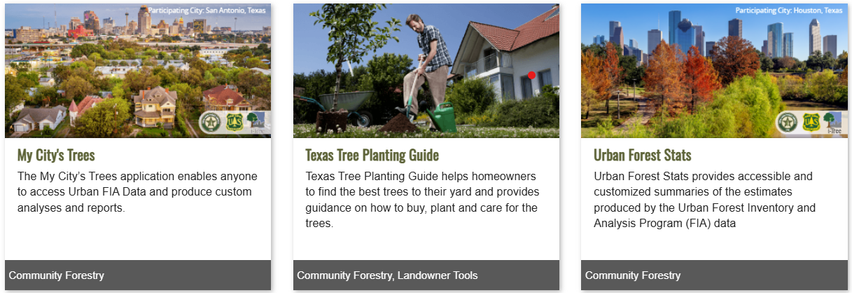 Participating City: San Antonio, Texas
My City's Trees
The My City's Trees application enables anyone
to access Urban FIA Data and produce custom
analyses and reports.
Community Forestry
Texas Tree Planting Guide
Texas Tree Planting Guide helps homeowners
to find the best trees to their yard and provides
guidance on how to buy, plant and care for the
trees.
Community Forestry, Landowner Tools
Participating City: Houston, Texas
Urban Forest Stats
Urban Forest Stats provides accessible and
customized summaries of the estimates
produced by the Urban Forest Inventory and
Analysis Program (FIA) data
Community Forestry